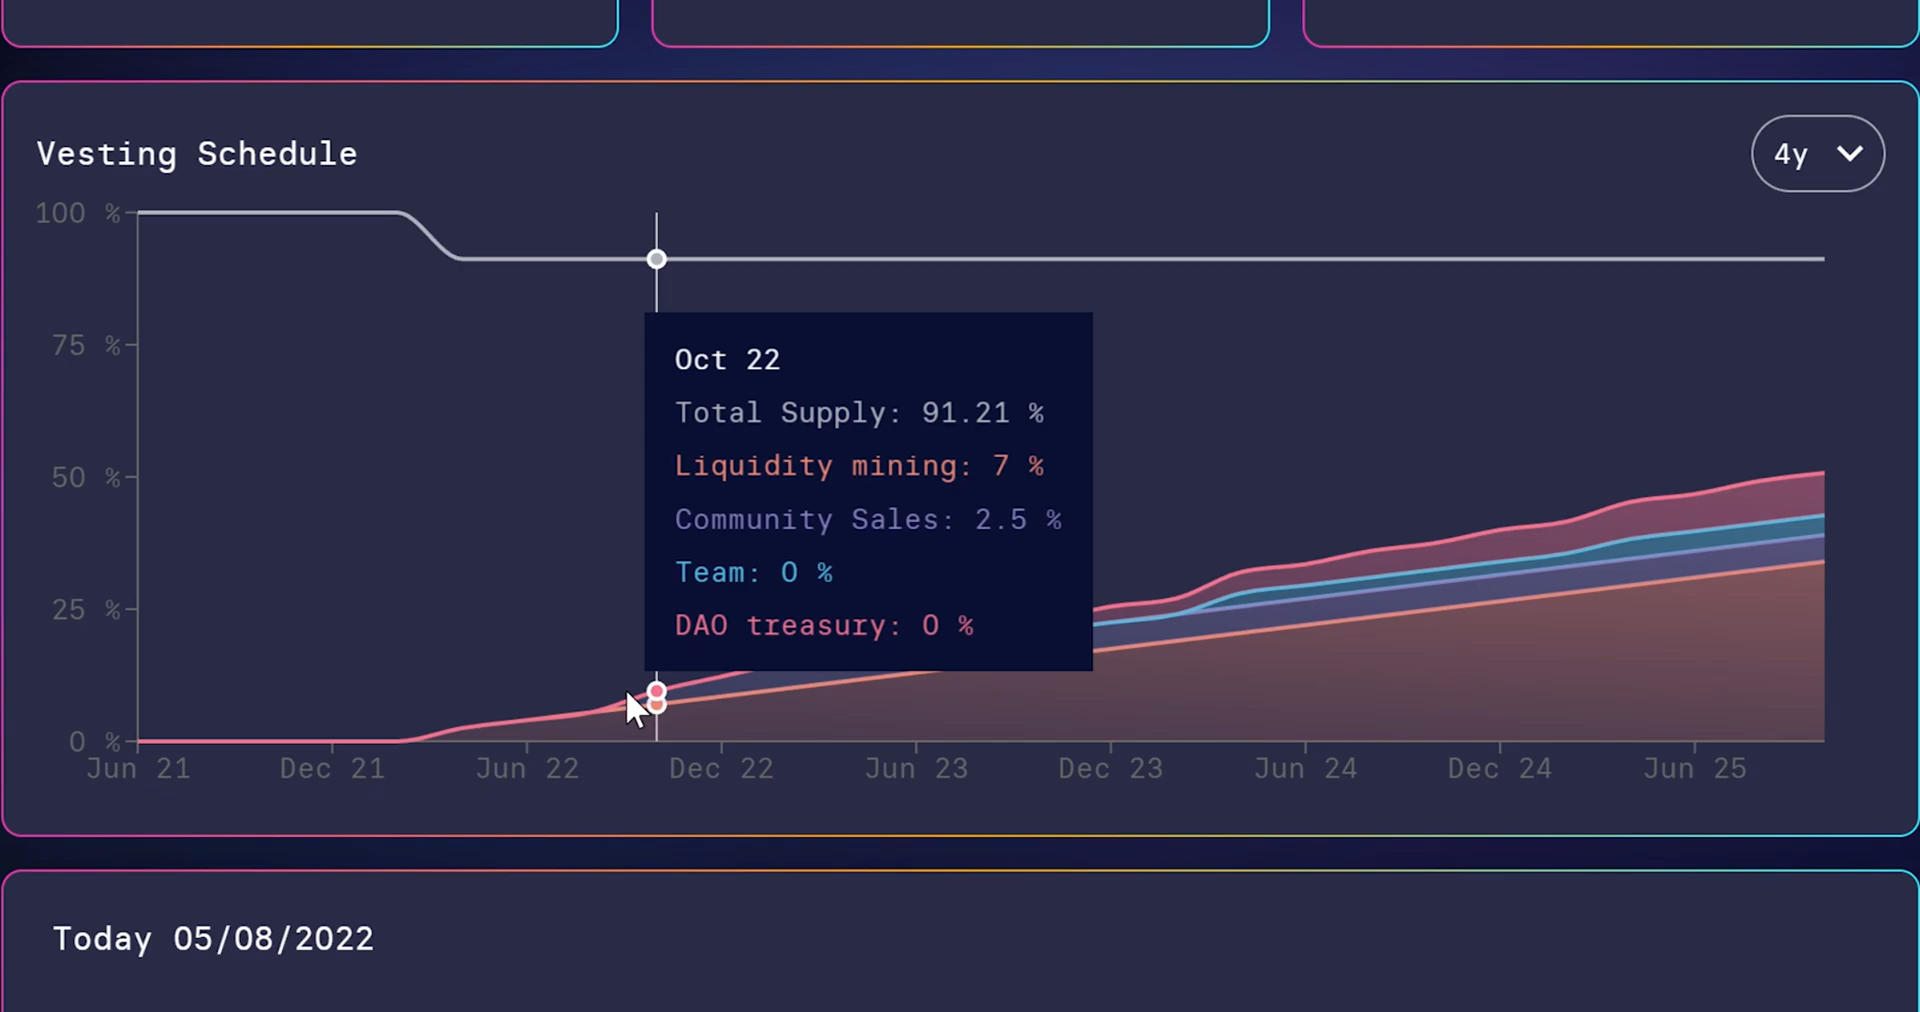 Vesting Schedule
4y
100 %
75 %
50 %
25 %
0 %
Oct 22
Total Supply: 91.21 %
Liquidity mining: 7 %
Community Sales: 2.5 %
Team: 0 %
DAO treasury: 0 %
Jun 21 Dec 21 Jun 22 Dec 22 Jun 23 Dec 23 Jun 24 Dec 24 Jun 25
Today 05/08/2022